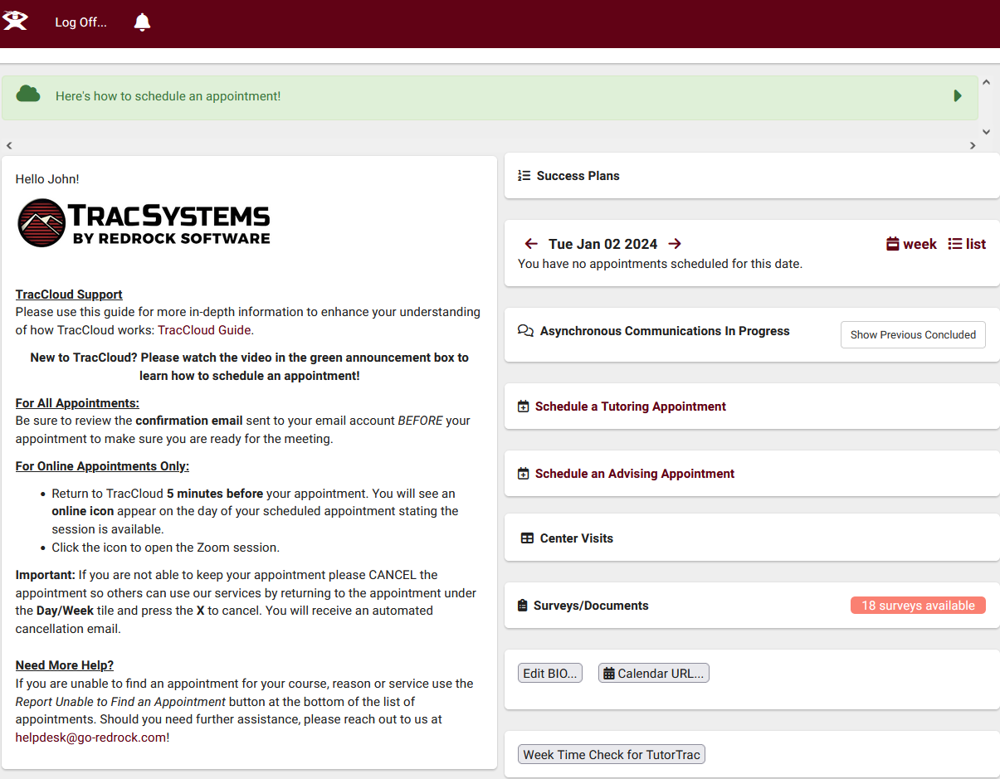 Log Off...
Here's how to schedule an appointment!
Hello John!
TRACSYSTEMS
BY REDROCK SOFTWARE
TracCloud Support
Please use this guide for more in-depth information to enhance your understanding
of how TracCloud works: TracCloud Guide.
New to TracCloud? Please watch the video in the green announcement box to
learn how to schedule an appointment!
For All Appointments:
Be sure to review the confirmation email sent to your email account BEFORE your
appointment to make sure you are ready for the meeting.
For Online Appointments Only:
• Return to TracCloud 5 minutes before your appointment. You will see an
online icon appear on the day of your scheduled appointment stating the
session is available.
• Click the icon to open the Zoom session.
Important: If you are not able to keep your appointment please CANCEL the
appointment so others can use our services by returning to the appointment under
the Day/Week tile and press the X to cancel. You will receive an automated
cancellation email.
Need More Help?
If you are unable to find an appointment for your course, reason or service use the
Report Unable to Find an Appointment button at the bottom of the list of
appointments. Should you need further assistance, please reach out to us at
helpdesk@go-redrock.com!
Success Plans
Tue Jan 02 2024
week
list
You have no appointments scheduled for this date.
Asynchronous Communications In Progress
Show Previous Concluded
Schedule a Tutoring Appointment
Schedule an Advising Appointment
Center Visits
Surveys/Documents
18 surveys available
Edit BIO...
Calendar URL...
Week Time Check for TutorTrac